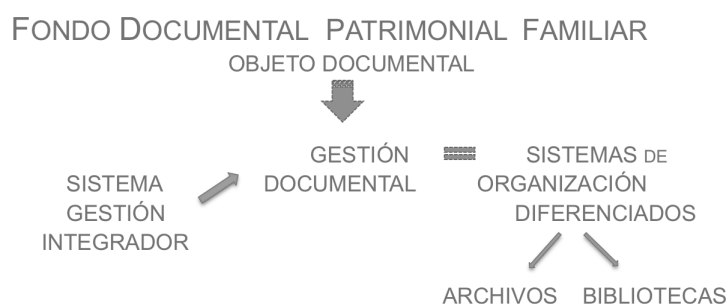 FONDO DOCUMENTAL PATRIMONIAL FAMILIAR
OBJETO DOCUMENTAL
GESTIÓN
DOCUMENTAL
SISTEMAS DE
ORGANIZACIÓN
DIFERENCIADOS
SISTEMA
GESTIÓN
INTEGRADOR
ARCHIVOS BIBLIOTECAS